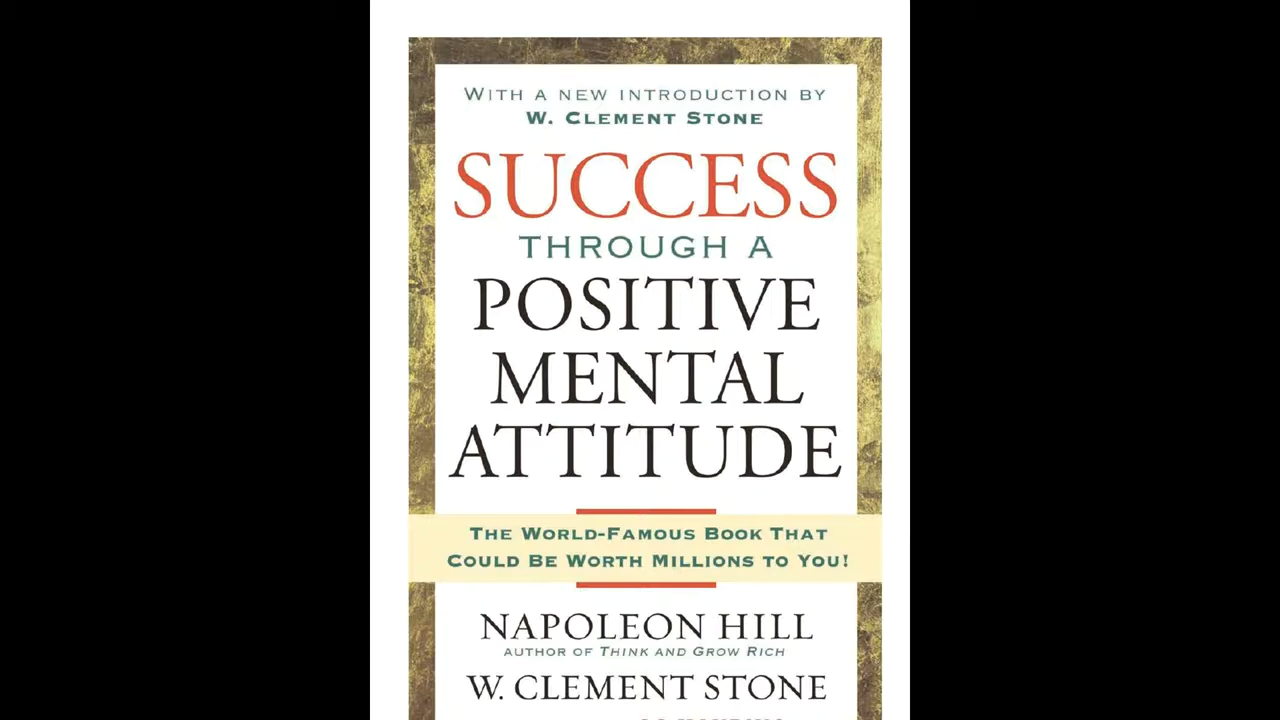 WITH A NEW INTRODUCTION BY
W. CLEMENT STONE
SUCCESS
THROUGH A
POSITIVE
MENTAL
ATTITUDE
THE WORLD-FAMOUS BOOK THAT
COULD BE WORTH MILLIONS TO YOU!
NAPOLEON HILL
AUTHOR OF THINK AND GROW RICH
W. CLEMENT STONE